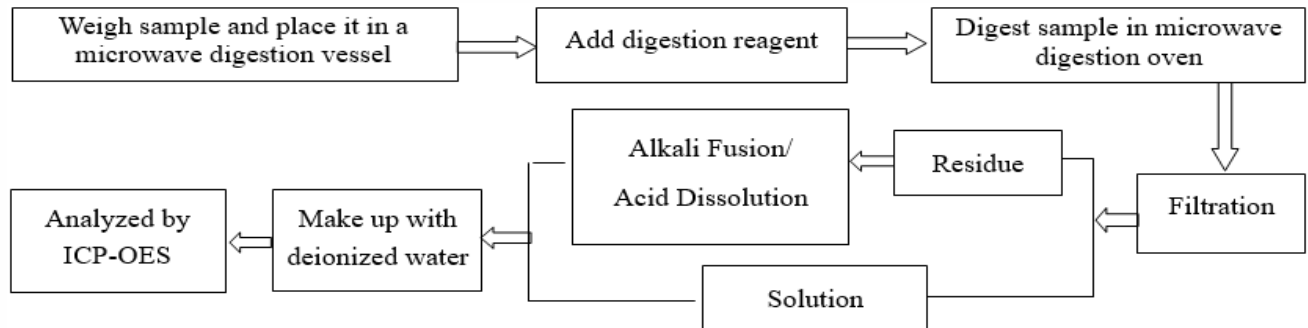 Weigh sample and place it in a
microwave digestion vessel
Add digestion reagent
Digest sample in microwave
digestion oven
Filtration
Residue
Solution
Alkali Fusion/
Acid Dissolution
Make up with
deionized water
Analyzed by
ICP-OES